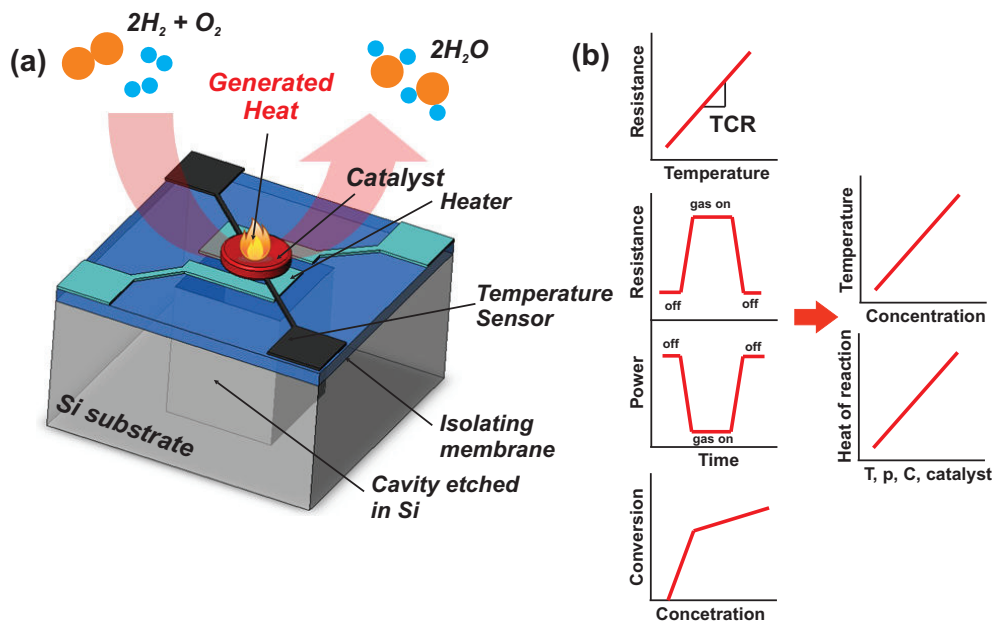 (a)
2H₂ + O₂
2H₂O
Generated
Heat
Catalyst
Heater
Temperature
Sensor
Isolating
membrane
Cavity etched
in Si
Si substrate
(b)
Resistance
TCR
Temperature
Resistance
gas on
off
off
Power
off
off
gas on
Time
Conversion
Concetration
Temperature
Concentration
Heat of reaction
T, p, C, catalyst